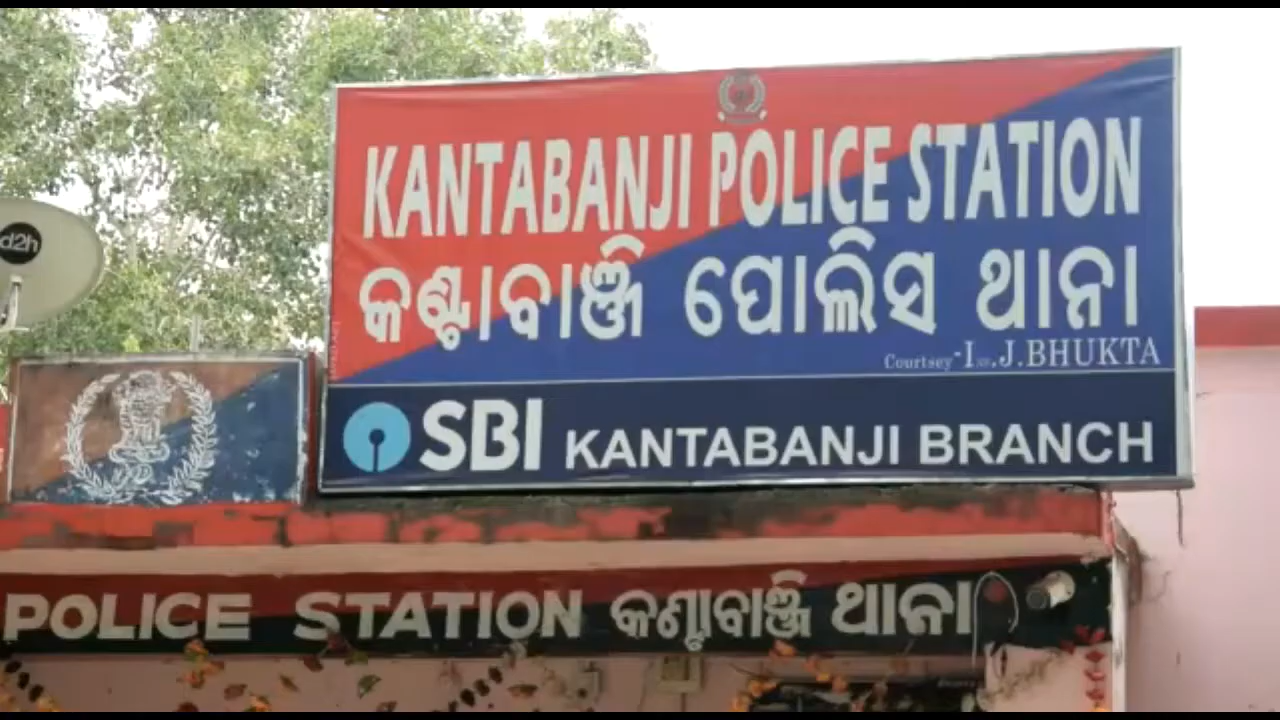 KANTABANJI POLICE STATION
କଣ୍ଟାବାଞ୍ଜି ପୋଲିସ ଥାନା
Courtsey - I J.BHUKTA
SBI KANTABANJI BRANCH
d2h
POLICE STATION କଣ୍ଟାବାଞ୍ଜି ଥାନା